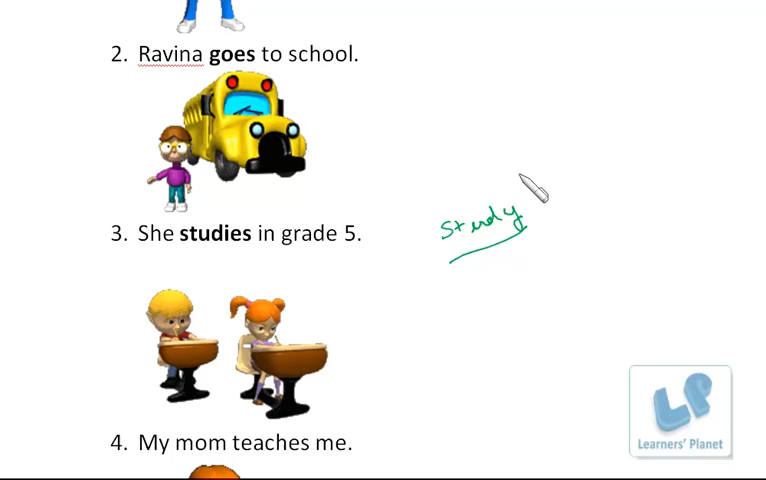 2. Ravina goes to school.
3. She studies in grade 5.
study
4. My mom teaches me.
LP
Learners' Planet